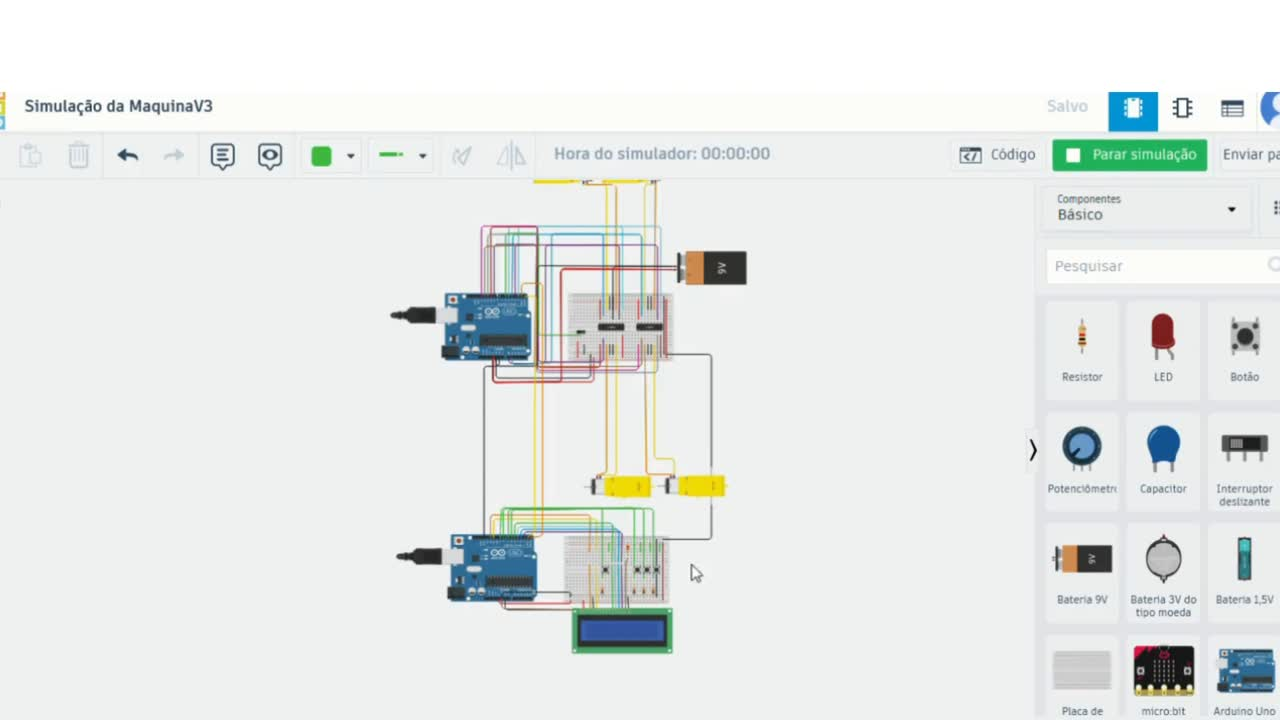 Simulação da MaquinaV3
Salvo
Hora do simulador: 00:00:00
Código
Parar simulação
Enviar pa
Componentes
Básico
Pesquisar
Resistor
LED
Botão
Potenciômetr
Capacitor
Interruptor
deslizante
9V
9V
Bateria 9V
Bateria 3V do
tipo moeda
Bateria 1,5V
Placa de
micro:bit
Arduino Uno